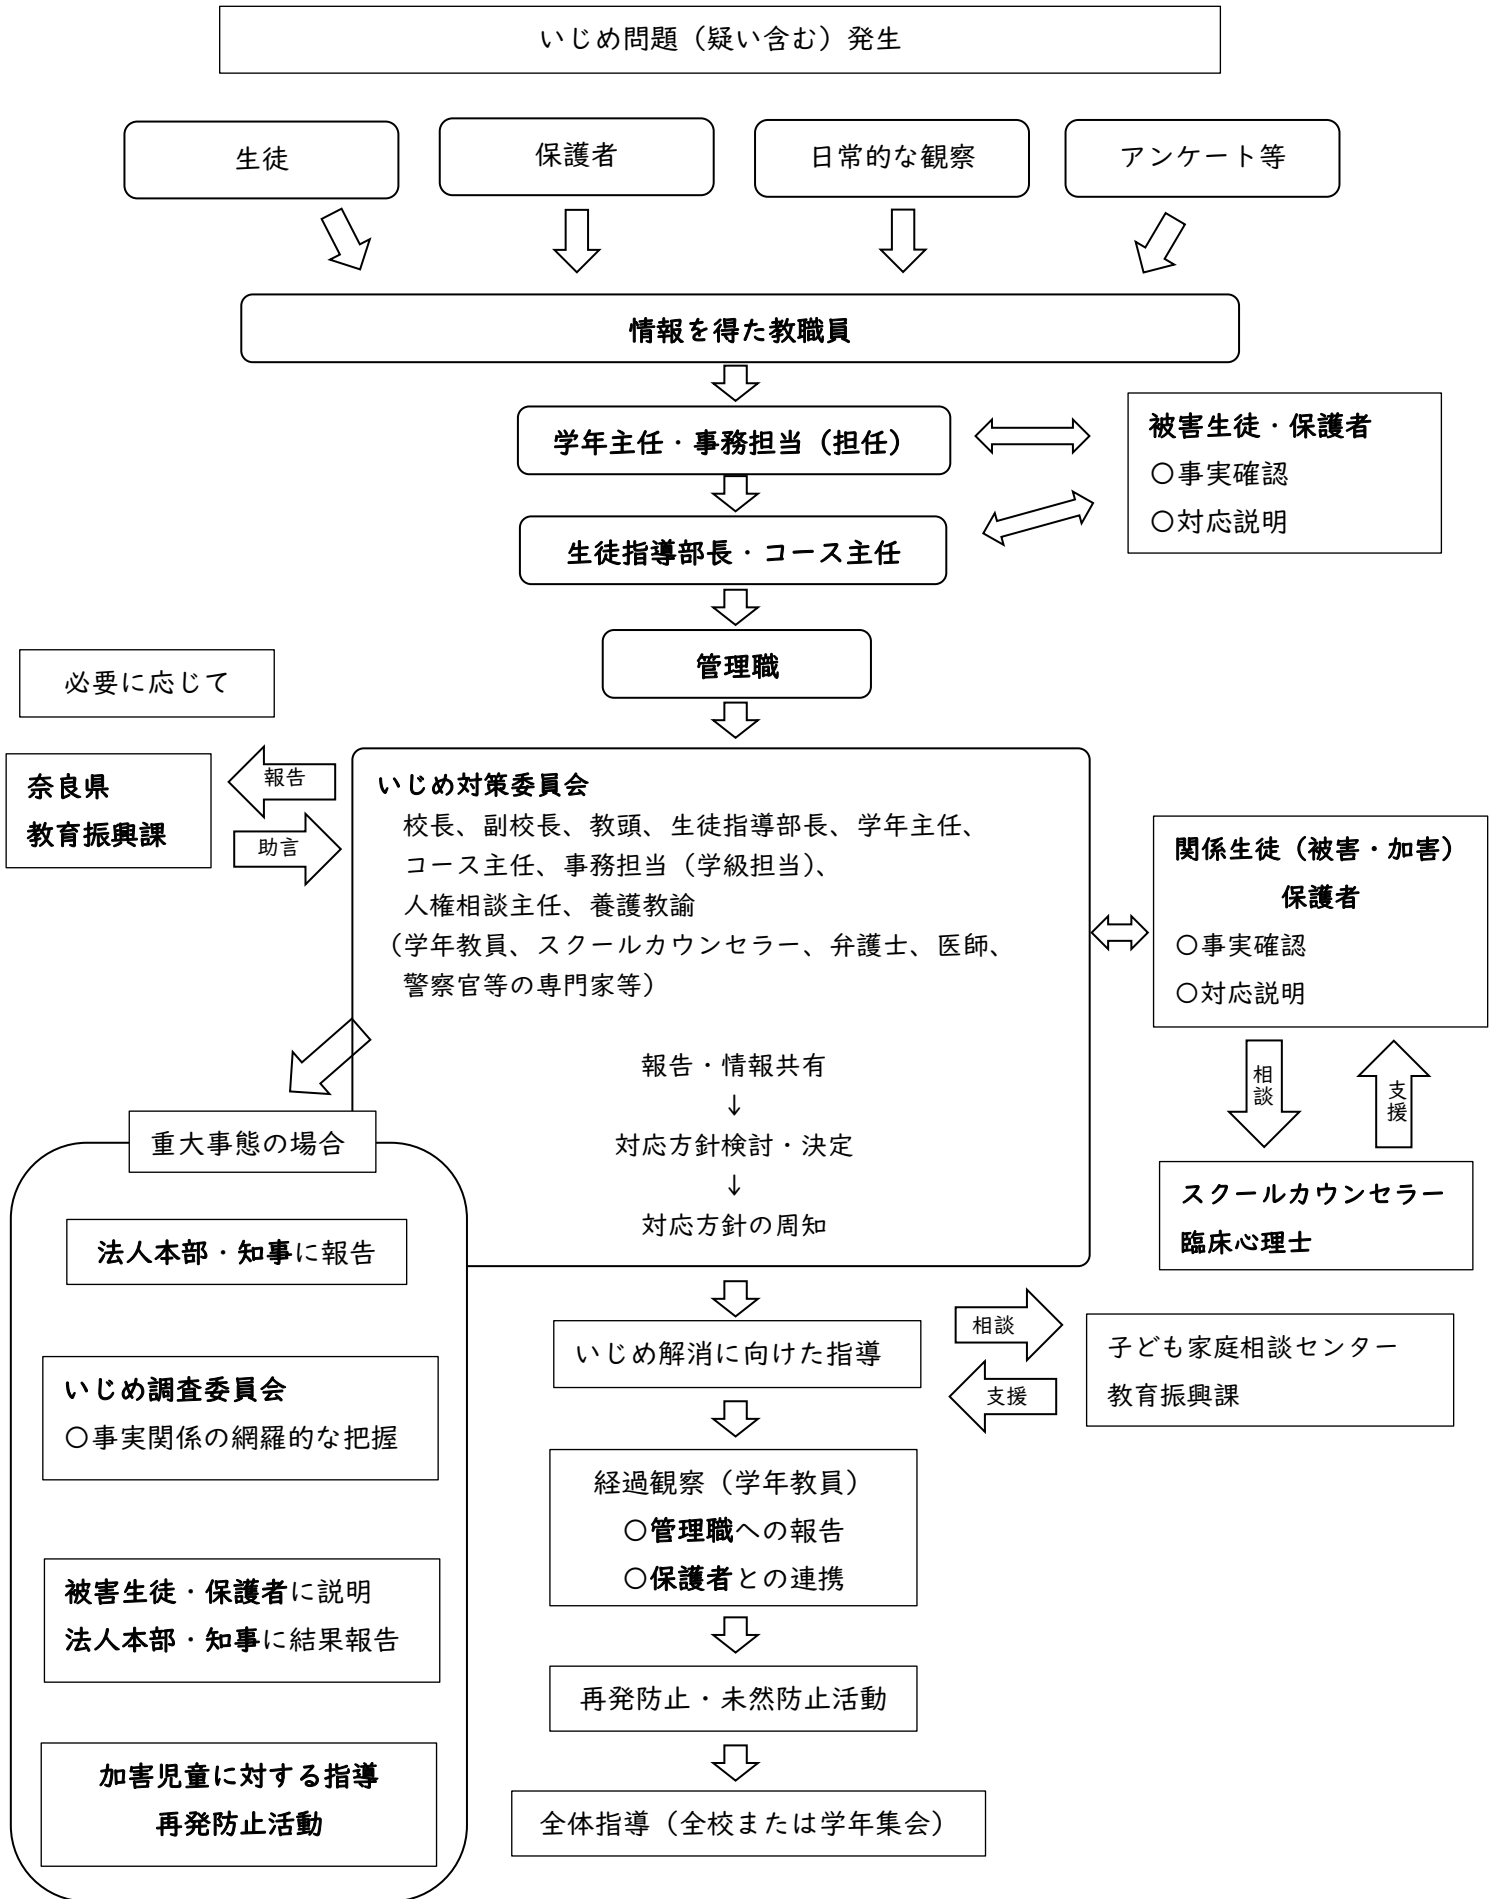 いじめ問題（疑い含む）発生
生徒
保護者
日常的な観察
アンケート等
情報を得た教職員
学年主任・事務担当（担任）
被害生徒・保護者
〇事実確認
〇対応説明
生徒指導部長・コース主任
管理職
必要に応じて
奈良県
教育振興課
報告
助言
いじめ対策委員会
校長、副校長、教頭、生徒指導部長、学年主任、
コース主任、事務担当（学級担当）、
人権相談主任、養護教諭
（学年教員、スクールカウンセラー、弁護士、医師、
警察官等の専門家等）
報告・情報共有
↓
対応方針検討・決定
↓
対応方針の周知
関係生徒（被害・加害）
保護者
〇事実確認
〇対応説明
相談
支援
スクールカウンセラー
臨床心理士
重大事態の場合
法人本部・知事に報告
いじめ調査委員会
〇事実関係の網羅的な把握
被害生徒・保護者に説明
法人本部・知事に結果報告
加害児童に対する指導
再発防止活動
いじめ解消に向けた指導
相談
支援
子ども家庭相談センター
教育振興課
経過観察（学年教員）
〇管理職への報告
〇保護者との連携
再発防止・未然防止活動
全体指導（全校または学年集会）